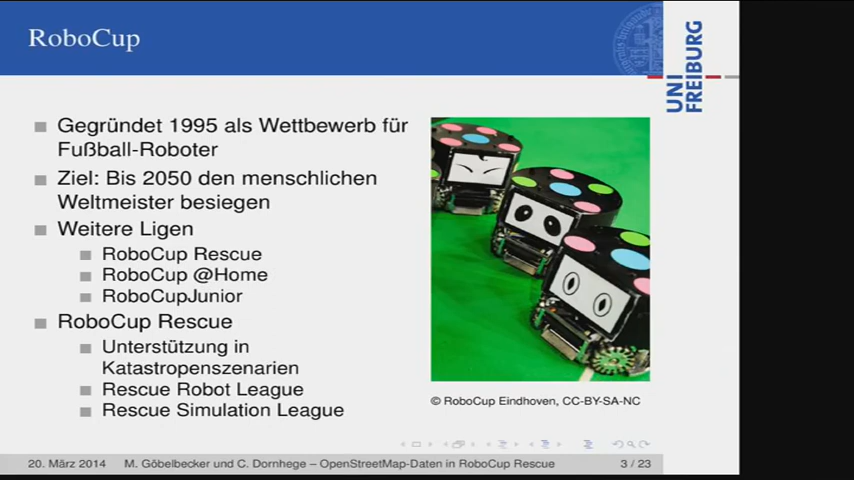 RoboCup
UNI
FREIBURG
Gegründet 1995 als Wettbewerb für
Fußball-Roboter
Ziel: Bis 2050 den menschlichen
Weltmeister besiegen
Weitere Ligen
RoboCup Rescue
RoboCup @Home
RoboCupJunior
RoboCup Rescue
Unterstützung in
Katastropenszenarien
Rescue Robot League
Rescue Simulation League
© RoboCup Eindhoven, CC-BY-SA-NC
20. März 2014 M. Göbelbecker und C. Dornhege – OpenStreetMap-Daten in RoboCup Rescue 3 / 23